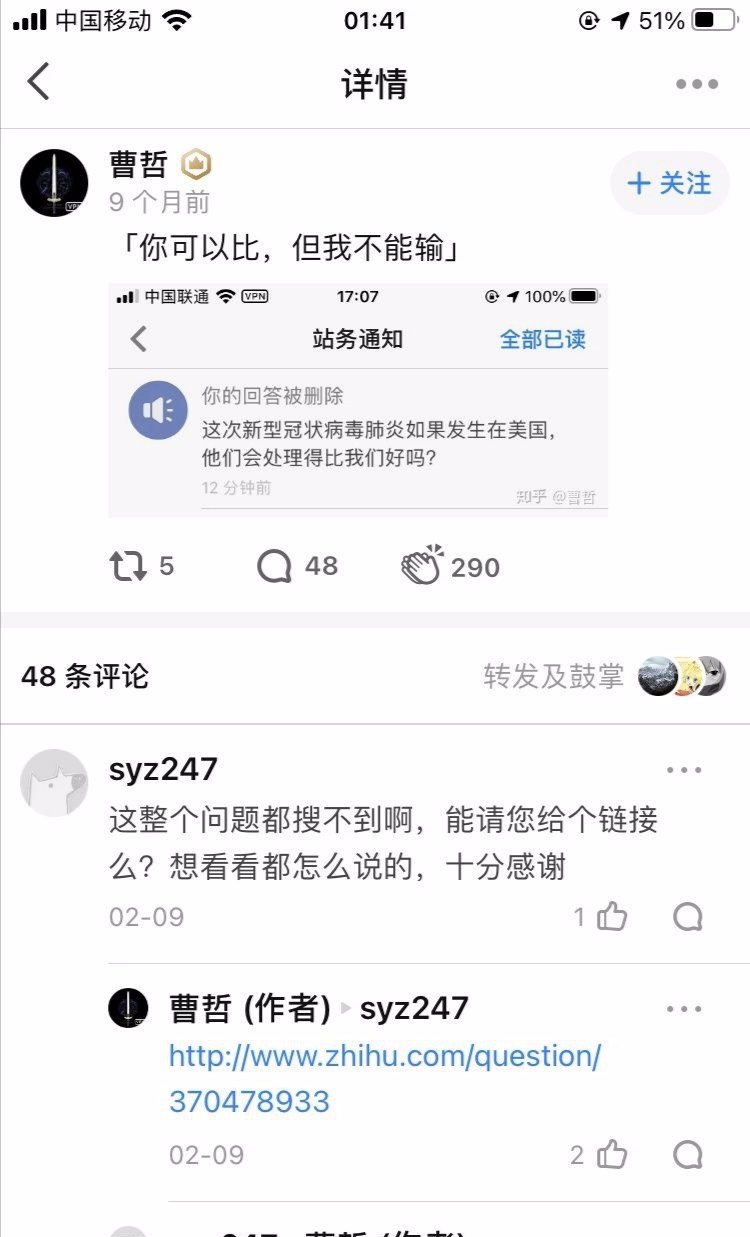 中国移动 01:41 51%
详情
曹哲
VPN
9 个月前
+ 关注
「你可以比，但我不能输」
中国联通 VPN 17:07 100%
站务通知 全部已读
你的回答被删除
这次新型冠状病毒肺炎如果发生在美国，
他们会处理得比我们好吗?
12 分钟前
知乎 @曹哲
5 48 290
48 条评论 转发及鼓掌
syz247
这整个问题都搜不到啊，能请您给个链接
么？想看看都怎么说的，十分感谢
02-09 1
曹哲 (作者) syz247
http://www.zhihu.com/question/
370478933
02-09 2